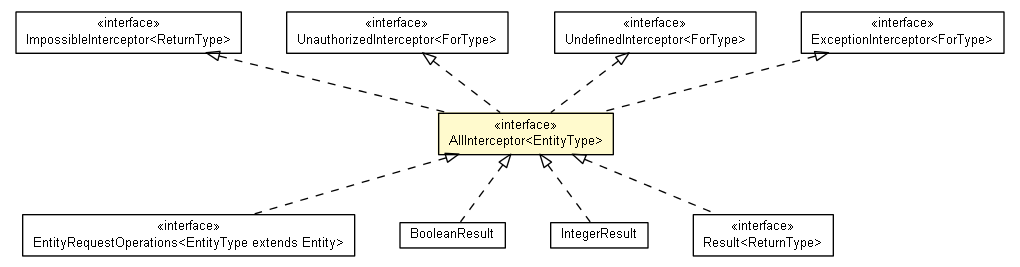 «interface»
ImpossibleInterceptor<ReturnType>
«interface»
UnauthorizedInterceptor<ForType>
«interface»
UndefinedInterceptor<ForType>
«interface»
ExceptionInterceptor<ForType>
«interface»
AllInterceptor<EntityType>
«interface»
EntityRequestOperations<EntityType extends Entity>
BooleanResult
IntegerResult
«interface»
Result<ReturnType>